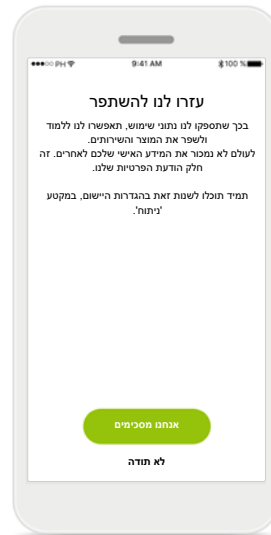 PH 9:41 AM 100 %
עזרו לנו להשתפר
בכך שתספקו לנו נתוני שימוש, תאפשרו לנו ללמוד
ולשפר את המוצר והשירותים.
לעולם לא נמכור את המידע האישי שלכם לאחרים. זה
חלק הודעת הפרטיות שלנו.
תמיד תוכלו לשנות זאת בהגדרות היישום, במקטע
'ניתוח'.
אנחנו מסכימים
לא תודה